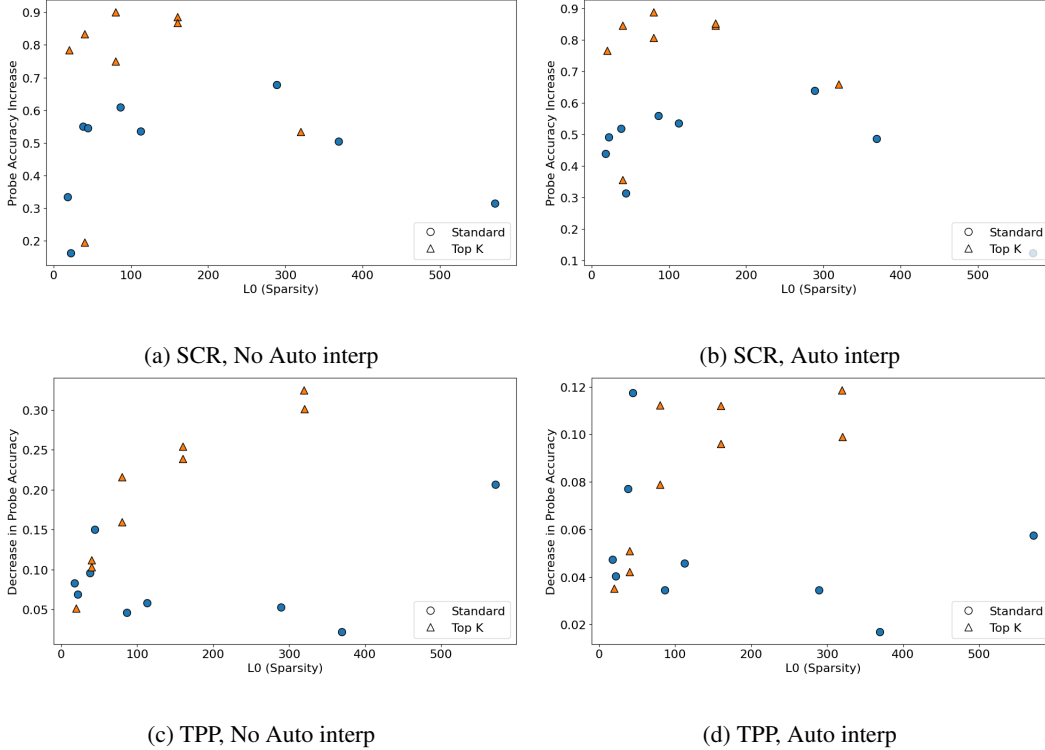 0.9
0.8
0.7
0.6
0.5
0.4
0.3
0.2
Probe Accuracy Increase
0 100 200 300 400 500
L0 (Sparsity)
Standard
Top K
(a) SCR, No Auto interp
0.9
0.8
0.7
0.6
0.5
0.4
0.3
0.2
0.1
Probe Accuracy Increase
0 100 200 300 400 500
L0 (Sparsity)
Standard
Top K
(b) SCR, Auto interp
0.30
0.25
0.20
0.15
0.10
0.05
Decrease in Probe Accuracy
0 100 200 300 400 500
L0 (Sparsity)
Standard
Top K
(c) TPP, No Auto interp
0.12
0.10
0.08
0.06
0.04
0.02
Decrease in Probe Accuracy
0 100 200 300 400 500
L0 (Sparsity)
Standard
Top K
(d) TPP, Auto interp